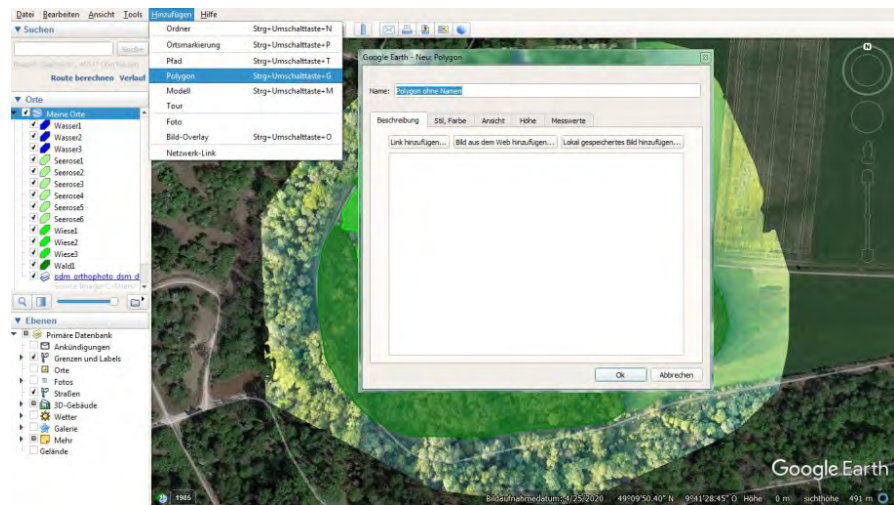 Datei Bearbeiten Ansicht Tools Hinzufügen Hilfe
Suchen
Suche
Route berechnen Verlauf
Orte
Meine Orte
Wasser1
Wasser2
Wasser3
Seerose1
Seerose2
Seerose3
Seerose4
Seerose5
Seerose6
Wiese1
Wiese2
Wiese3
Wald1
odm_orthophoto_dsm_d
Ebenen
Primäre Datenbank
Ankündigungen
Grenzen und Labels
Orte
Fotos
Straßen
3D-Gebäude
Wetter
Galerie
Mehr
Gelände
Ordner Strg+Umschalttaste+N
Ortsmarkierung Strg+Umschalttaste+P
Pfad Strg+Umschalttaste+T
Polygon Strg+Umschalttaste+G
Modell Strg+Umschalttaste+M
Tour
Foto
Bild-Overlay Strg+Umschalttaste+O
Netzwerk-Link
Google Earth - Neu: Polygon
Name: Polygon ohne Namen
Beschreibung Stil, Farbe Ansicht Höhe Messwerte
Link hinzufügen... Bild aus dem Web hinzufügen... Lokal gespeichertes Bild hinzufügen...
Ok Abbrechen
N
Google Earth
1985
Bildaufnahmedatum: 4/25/2020 49°09'50.40" N 9°41'28.45" O Höhe 0 m sichthöhe 491 m